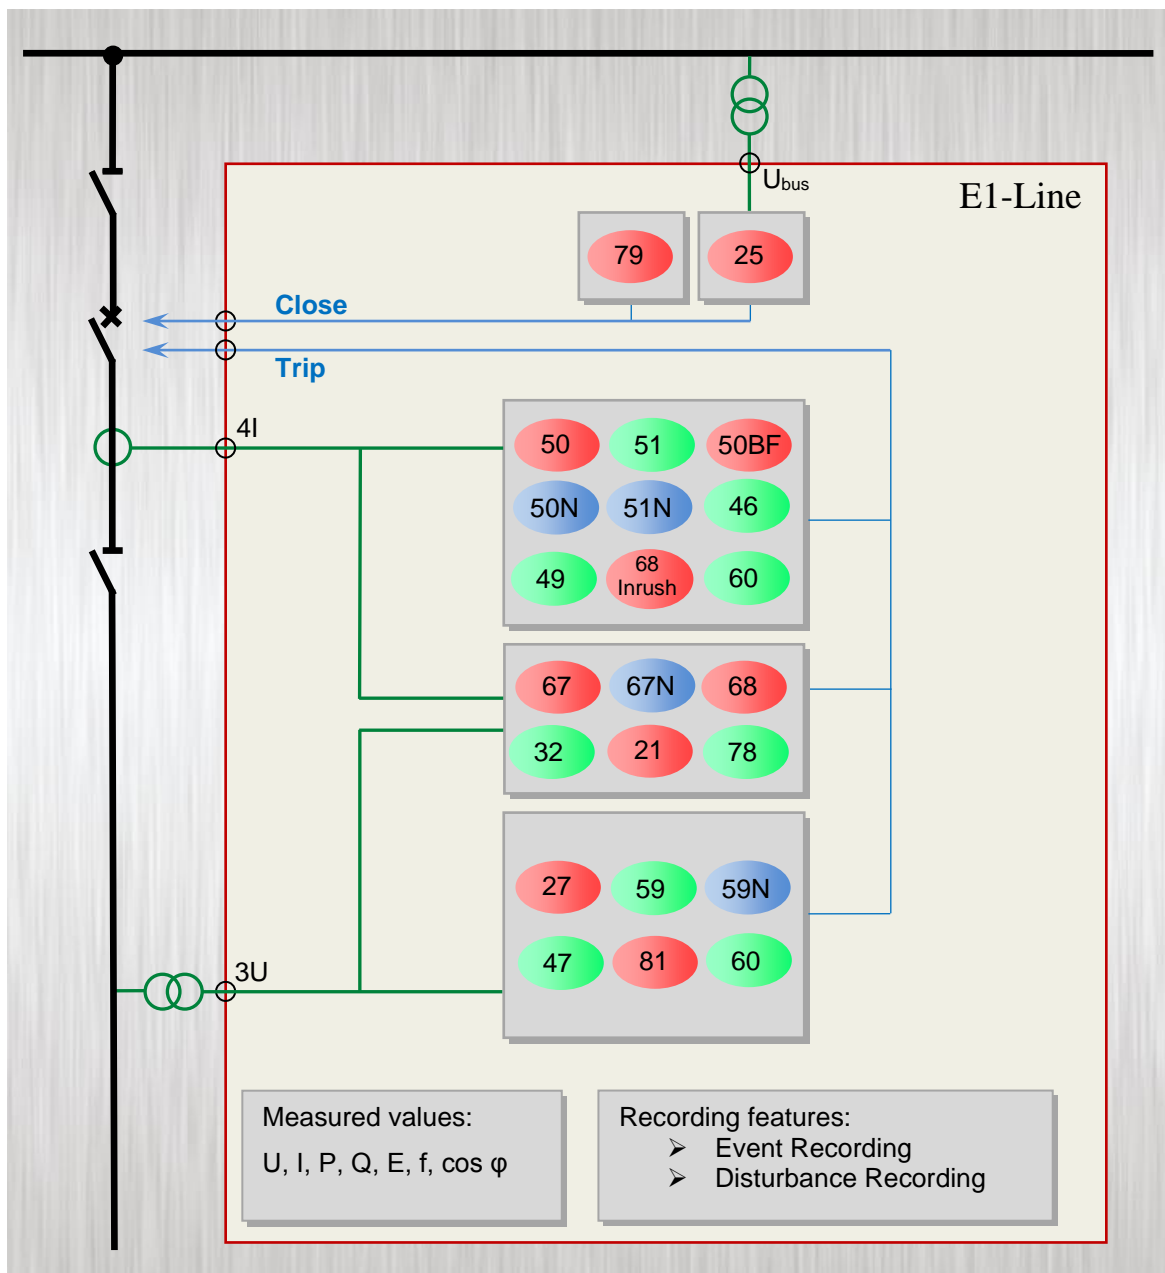 U bus
E1-Line
79 25
Close
Trip
4I
50 51 50BF
50N 51N 46
49 68 Inrush 60
67 67N 68
32 21 78
27 59 59N
47 81 60
3U
Measured values:
U, I, P, Q, E, f, cos φ
Recording features:
➢ Event Recording
➢ Disturbance Recording